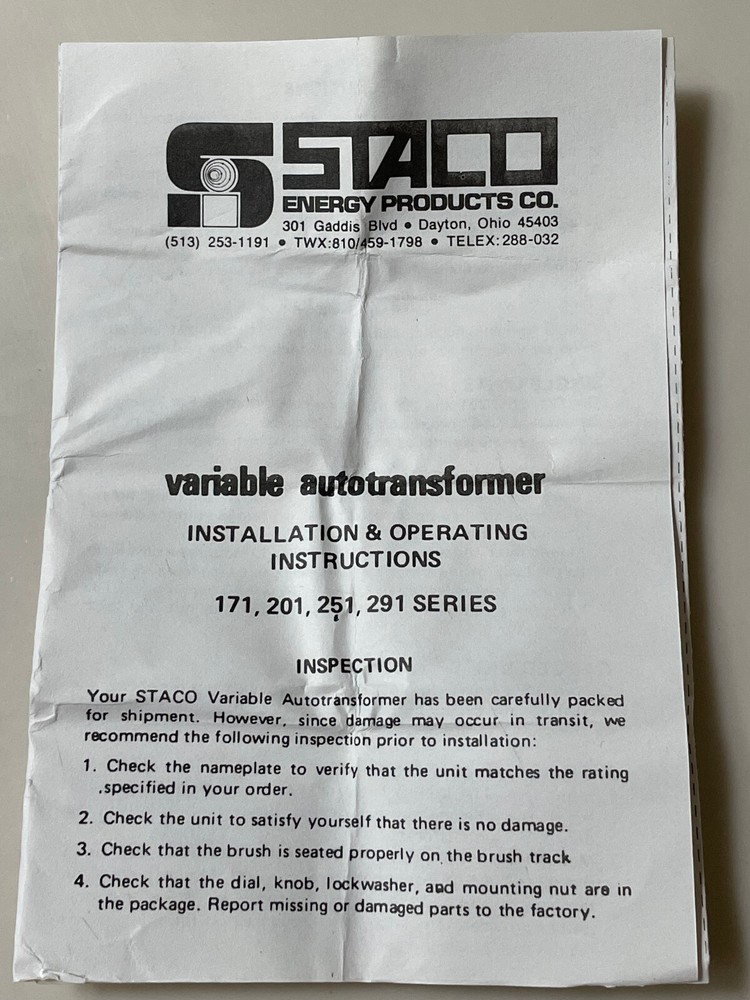 STACO
ENERGY PRODUCTS CO.
301 Gaddis Blvd • Dayton, Ohio 45403
(513) 253-1191 • TWX:810/459-1798 • TELEX:288-032
variable autotransformer
INSTALLATION & OPERATING
INSTRUCTIONS
171, 201, 251, 291 SERIES
INSPECTION
Your STACO Variable Autotransformer has been carefully packed
for shipment. However, since damage may occur in transit, we
recommend the following inspection prior to installation:
1. Check the nameplate to verify that the unit matches the rating
specified in your order.
2. Check the unit to satisfy yourself that there is no damage.
3. Check that the brush is seated properly on the brush track
4. Check that the dial, knob, lockwasher, and mounting nut are in
the package. Report missing or damaged parts to the factory.